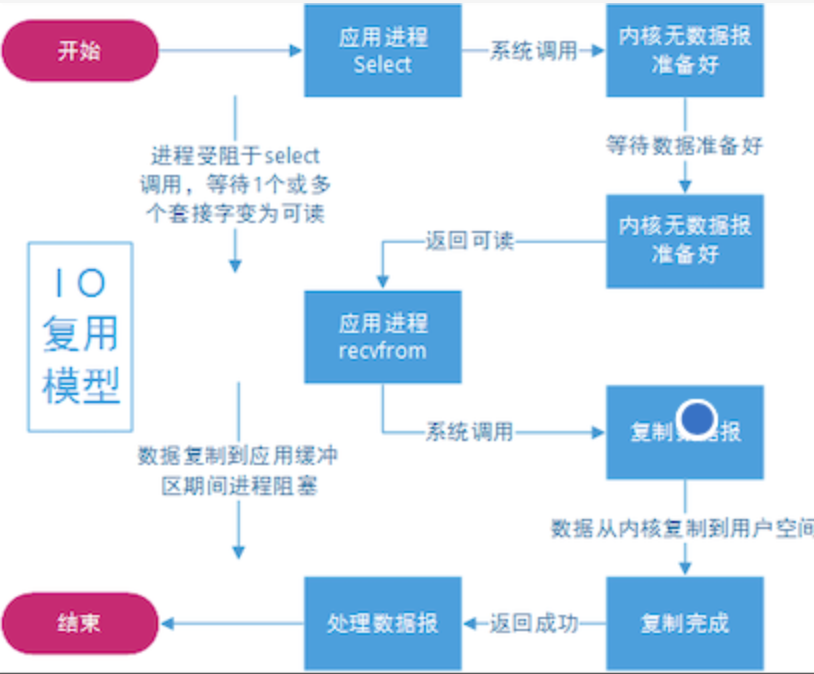 开始
应用进程
Select
系统调用
内核无数据报
准备好
进程受阻于select
调用，等待1个或多
个套接字变为可读
等待数据准备好
内核无数据报
准备好
返回可读
IO
复用
模型
应用进程
recvfrom
系统调用
复制 报
数据复制到应用缓冲
区期间进程阻塞
数据从内核复制到用户空间
结束
处理数据报
返回成功
复制完成